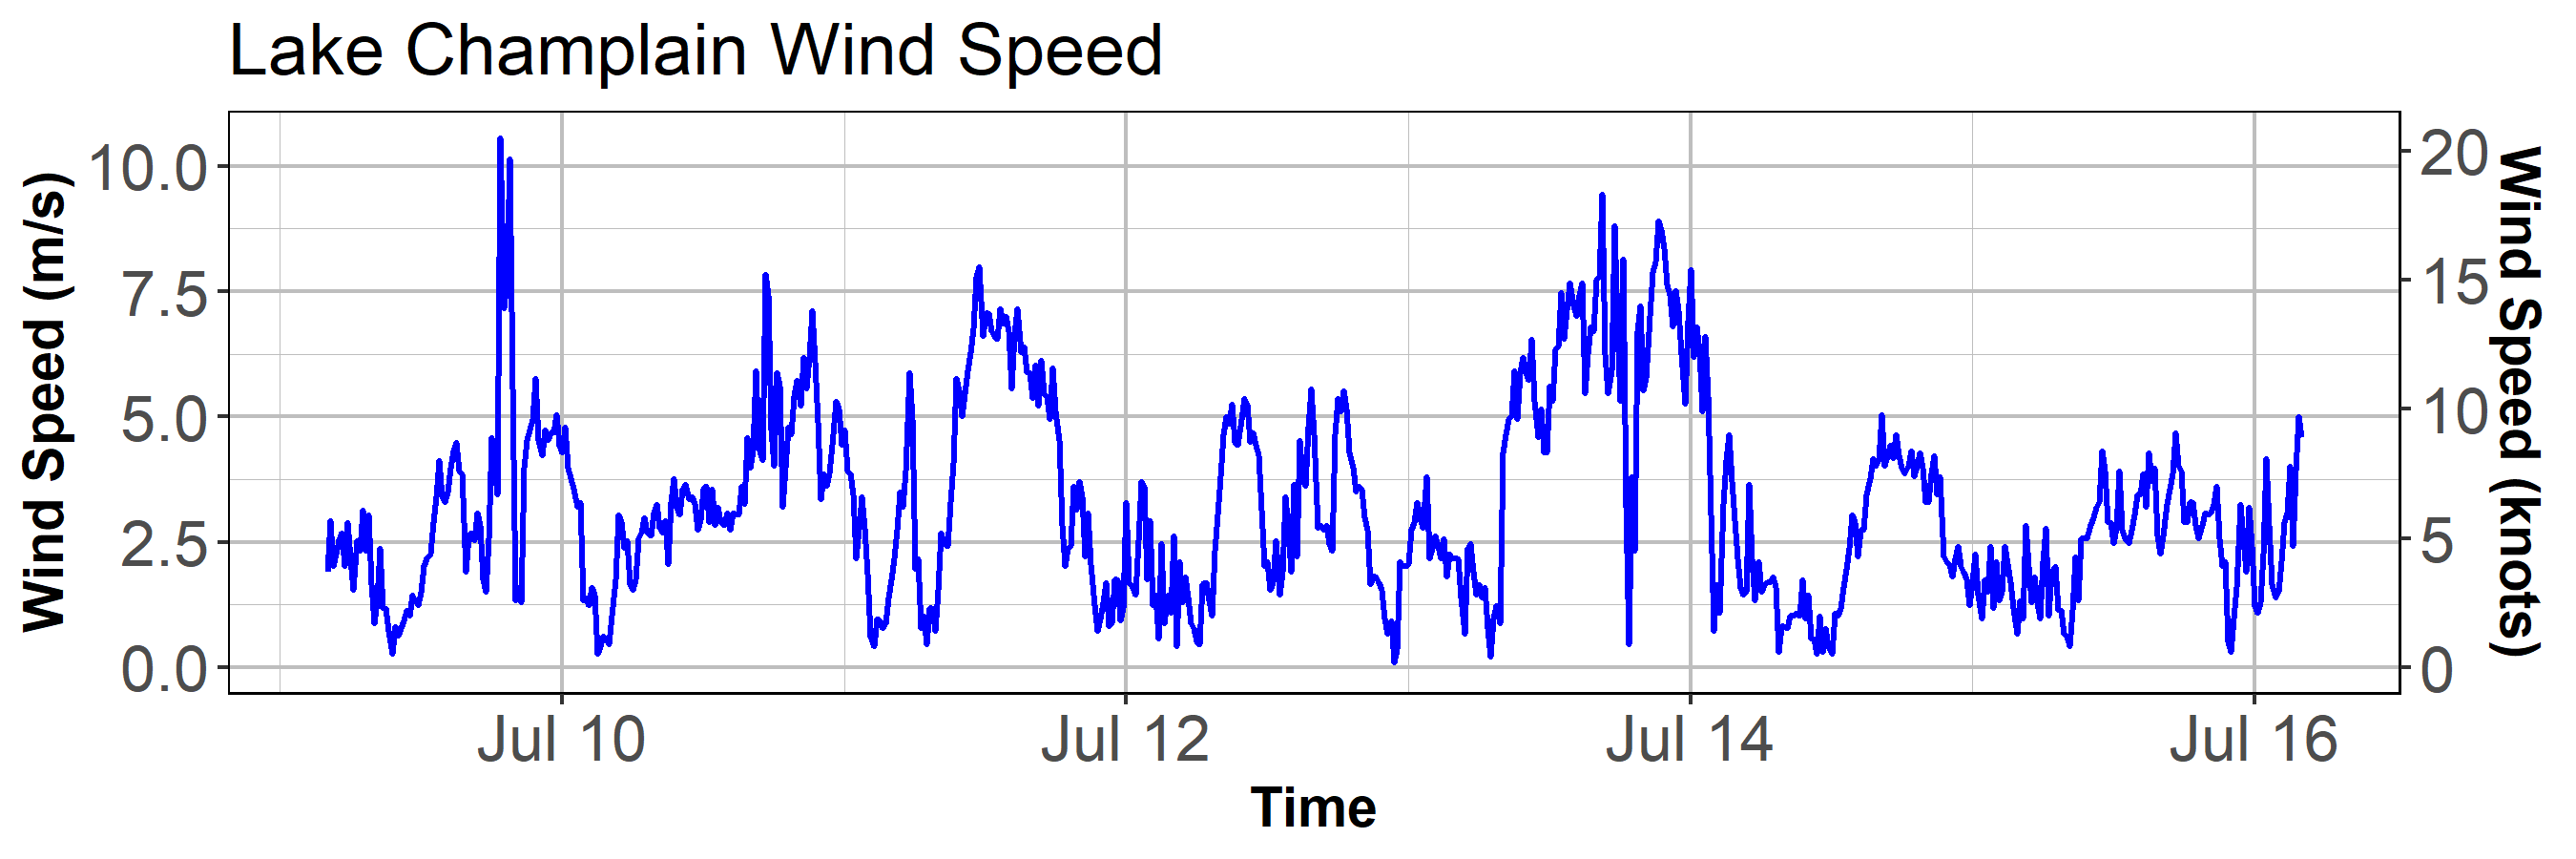 Lake Champlain Wind Speed
Wind Speed (m/s)
10.0
7.5
5.0
2.5
0.0
20
15
10
5
0
Wind Speed (knots)
Jul 10
Jul 12
Jul 14
Jul 16
Time